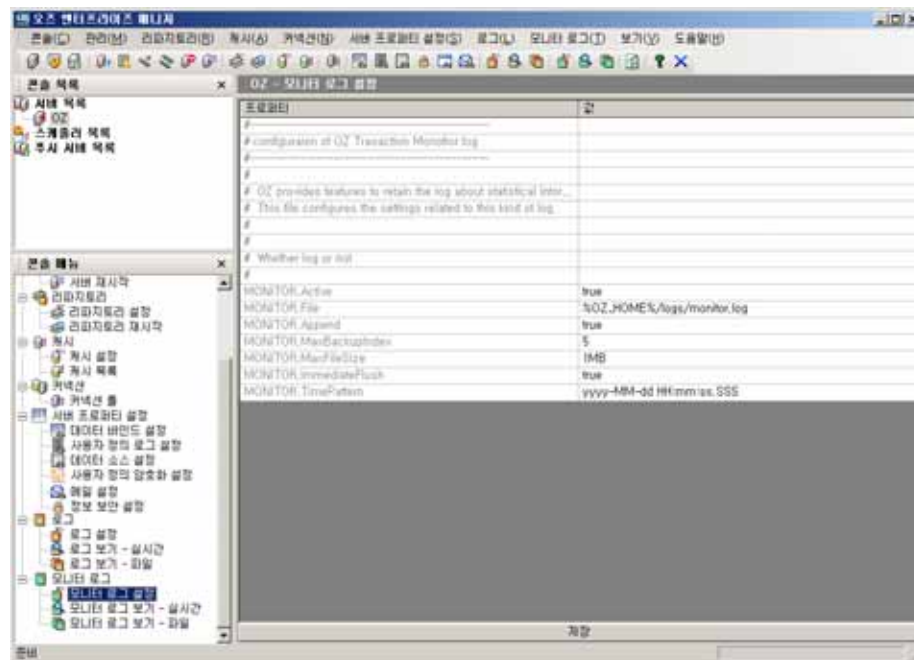 오즈 엔터프라이즈 매니저
콘솔(C) 관리(M) 리파지토리(R) 캐시(A) 커넥션(N) 서버 프로퍼티 설정(S) 로그(L) 모니터 로그(T) 보기(V) 도움말(H)
콘솔 목록
서버 목록
OZ
스케줄러 목록
콘솔 메뉴
서버 재시작
리파지토리
리파지토리 설정
리파지토리 재시작
캐시
캐시 설정
캐시 목록
커넥션
커넥션 풀
서버 프로퍼티 설정
데이터 바인드 설정
사용자 정의 로그 설정
데이터 소스 설정
사용자 정의 암호화 설정
메일 설정
정보 보안 설정
로그
로그 설정
로그 보기 - 실시간
로그 보기 - 파일
모니터 로그
모니터 로그 설정
모니터 로그 보기 - 실시간
모니터 로그 보기 - 파일
OZ - 모니터 로그 설정
프로퍼티 값
#--------------------------------------------------
# configuraion of OZ Transaction Monohor log
#--------------------------------------------------
#
# OZ provides features to retain the log about statistical infor...
# This file configures the settings related to this kind of log.
#
#
# Whether log or not
#
MONITOR.Active true
MONITOR.File %OZ_HOME%/logs/monitor.log
MONITOR.Append true
MONITOR.MaxBackupIndex 5
MONITOR.MaxFileSize 1MB
MONITOR.ImmediateFlush true
MONITOR.TimePattern yyyy-MM-dd HH:mm:ss.SSS
저장
준비